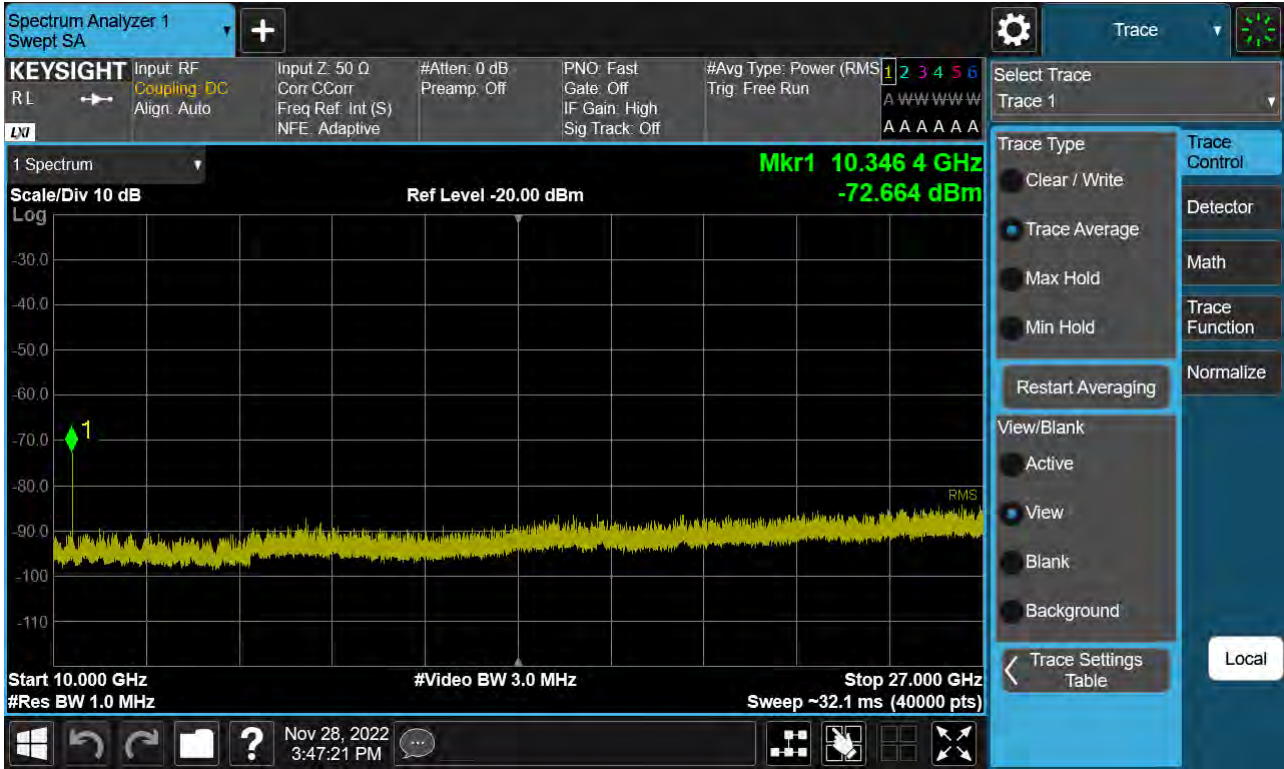 Spectrum Analyzer 1
Swept SA
Trace
KEYSIGHT
RL
LXI
Input: RF
Coupling: DC
Align: Auto
Input Z: 50 Ω
Corr CCorr
Freq Ref: Int (S)
NFE: Adaptive
#Atten: 0 dB
Preamp: Off
PNO: Fast
Gate: Off
IF Gain: High
Sig Track: Off
#Avg Type: Power (RMS
Trig: Free Run
1 2 3 4 5 6
A W W W W W
A A A A A A
Select Trace
Trace 1
1 Spectrum
Mkr1 10.346 4 GHz
Scale/Div 10 dB
Ref Level -20.00 dBm
-72.664 dBm
Log
-30.0
-40.0
-50.0
-60.0
-70.0
-80.0
-90.0
-100
-110
1
RMS
Start 10.000 GHz
#Video BW 3.0 MHz
Stop 27.000 GHz
#Res BW 1.0 MHz
Sweep ~32.1 ms (40000 pts)
Trace Type
Clear / Write
Trace Average
Max Hold
Min Hold
Restart Averaging
View/Blank
Active
View
Blank
Background
Trace Settings
Table
Trace
Control
Detector
Math
Trace
Function
Normalize
Local
?
Nov 28, 2022
3:47:21 PM